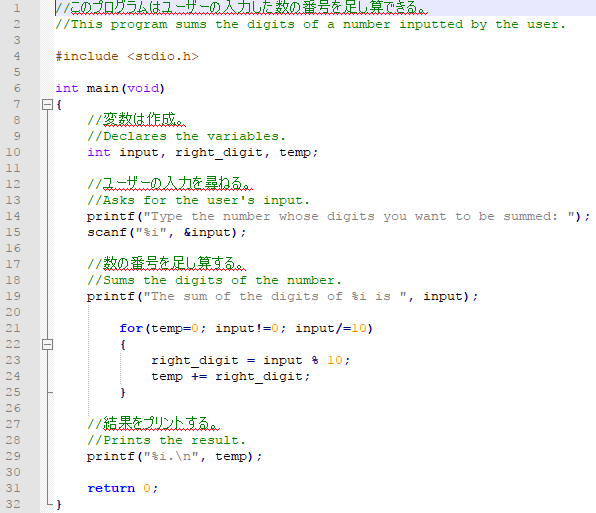 1 //このプログラムはユーザーの入力した数の番号を足し算できる。
2 //This program sums the digits of a number inputted by the user.
3
4 #include <stdio.h>
5
6 int main(void)
7 {
8 //変数は作成。
9 //Declares the variables.
10 int input, right_digit, temp;
11
12 //ユーザーの入力を尋ねる。
13 //Asks for the user's input.
14 printf("Type the number whose digits you want to be summed: ");
15 scanf("%i", &input);
16
17 //数の番号を足し算する。
18 //Sums the digits of the number.
19 printf("The sum of the digits of %i is ", input);
20
21 for(temp=0; input!=0; input/=10)
22 {
23 right_digit = input % 10;
24 temp += right_digit;
25 }
26
27 //結果をプリントする。
28 //Prints the result.
29 printf("%i.\n", temp);
30
31 return 0;
32 }